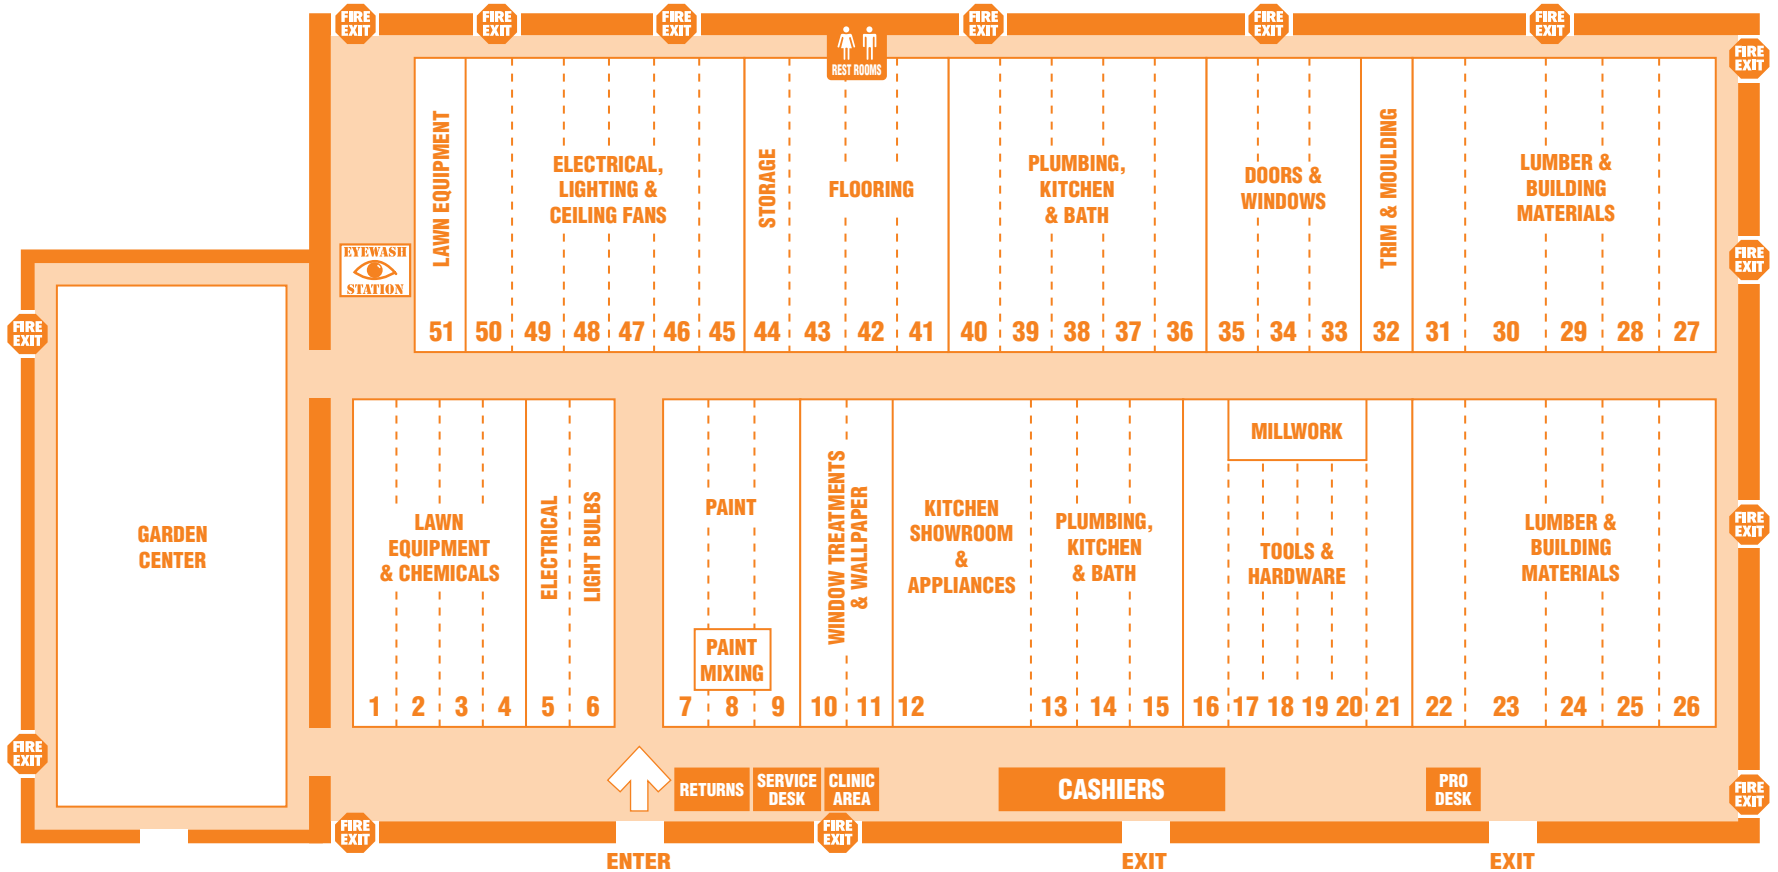 FIRE
EXIT
FIRE
EXIT
FIRE
EXIT
FIRE
EXIT
FIRE
EXIT
FIRE
EXIT
FIRE
EXIT
REST ROOMS
LAWN EQUIPMENT
ELECTRICAL,
LIGHTING &
CEILING FANS
STORAGE
FLOORING
PLUMBING,
KITCHEN
& BATH
DOORS &
WINDOWS
TRIM & MOULDING
LUMBER &
BUILDING
MATERIALS
EYEWASH
STATION
FIRE
EXIT
51 50 49 48 47 46 45 44 43 42 41 40 39 38 37 36 35 34 33 32 31 30 29 28 27
FIRE
EXIT
GARDEN
CENTER
LAWN
EQUIPMENT
& CHEMICALS
ELECTRICAL
LIGHT BULBS
PAINT
PAINT
MIXING
WINDOW TREATMENTS
& WALLPAPER
KITCHEN
SHOWROOM
&
APPLIANCES
PLUMBING,
KITCHEN
& BATH
MILLWORK
TOOLS &
HARDWARE
LUMBER &
BUILDING
MATERIALS
FIRE
EXIT
1 2 3 4 5 6 7 8 9 10 11 12 13 14 15 16 17 18 19 20 21 22 23 24 25 26
FIRE
EXIT
RETURNS
SERVICE
DESK
CLINIC
AREA
CASHIERS
PRO
DESK
FIRE
EXIT
FIRE
EXIT
FIRE
EXIT
ENTER
EXIT
EXIT